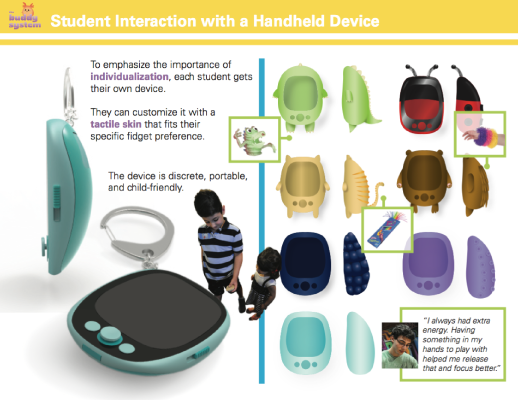 the
buddy
system
Student Interaction with a Handheld Device
To emphasize the importance of
individualization, each student gets
their own device.
They can customize it with a
tactile skin that fits their
specific fidget preference.
The device is discrete, portable,
and child-friendly.
"I always had extra
energy. Having
something in my
hands to play with
helped me release
that and focus better."